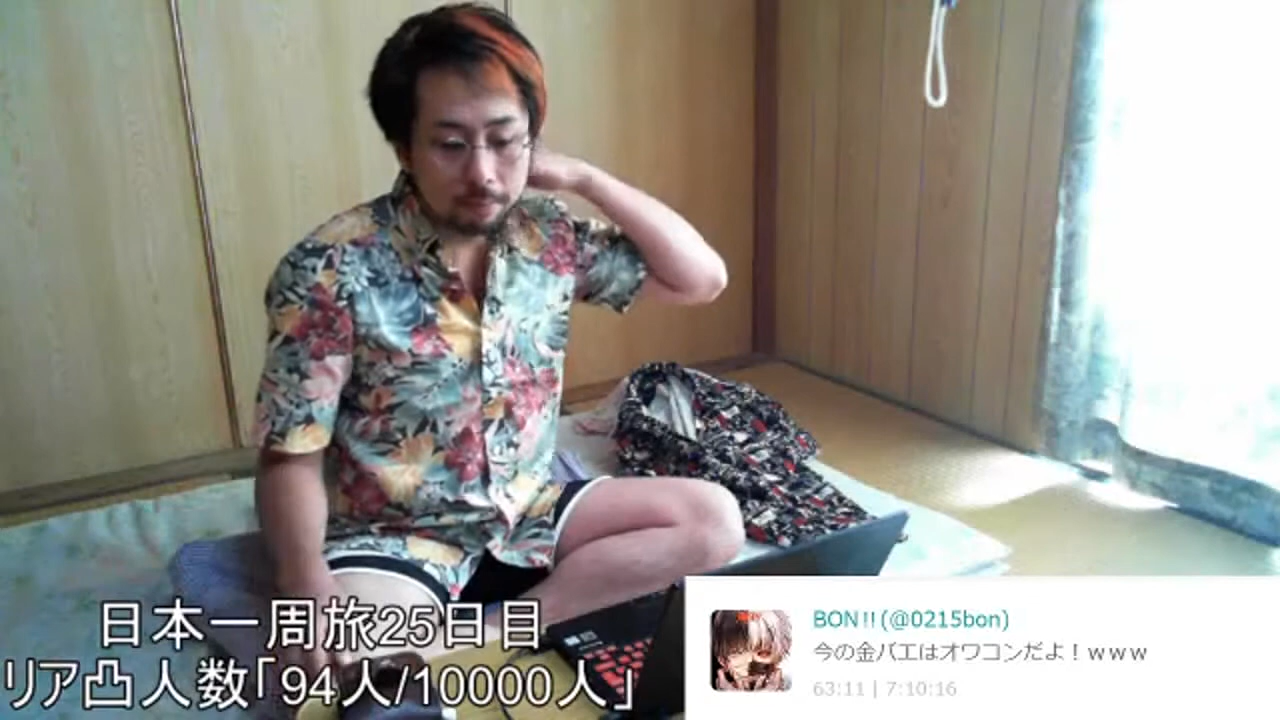 日本一周旅25日目
リア凸人数「94人/10000人」
BON!!(@0215bon)
今の金バエはオワコンだよ！ｗｗｗ
63:11 | 7:10:16